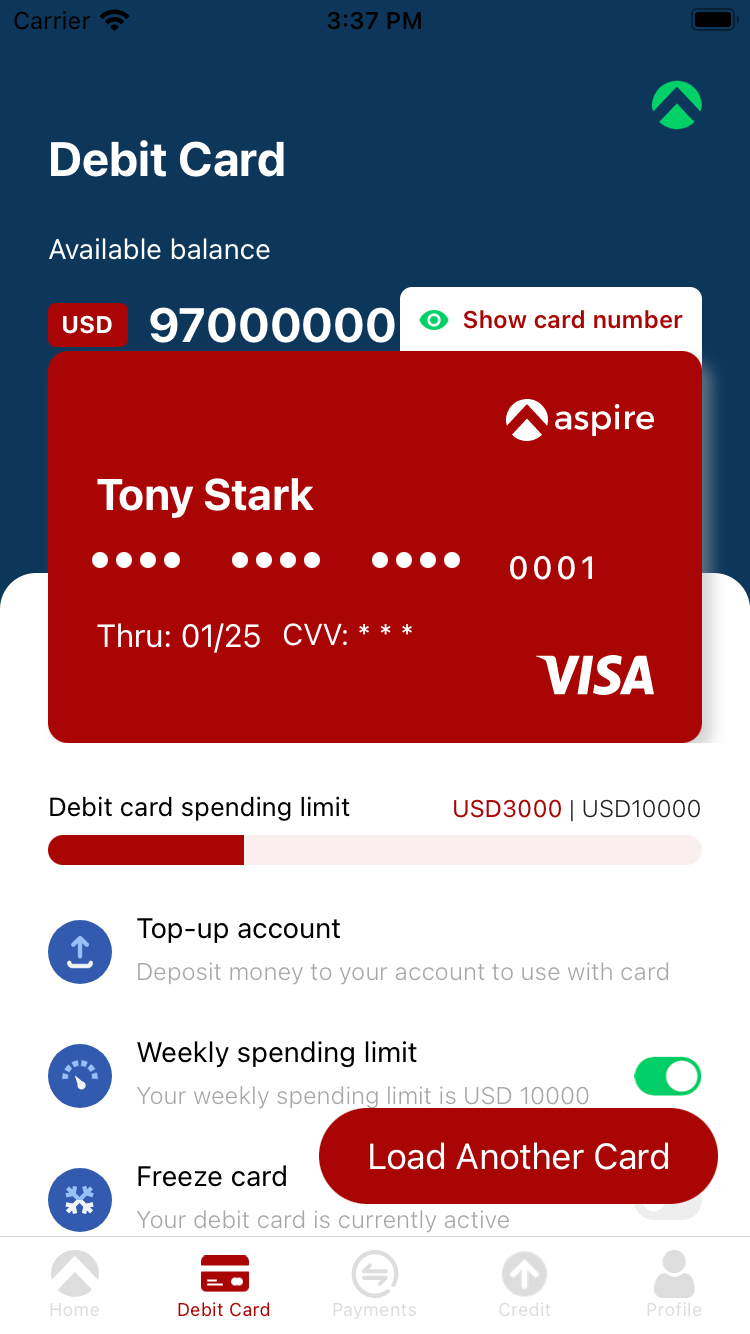 Carrier 3:37 PM
Debit Card
Available balance
USD 97000000
Show card number
aspire
Tony Stark
•••• •••• •••• 0001
Thru: 01/25 CVV: * * *
VISA
Debit card spending limit USD3000 | USD10000
Top-up account
Deposit money to your account to use with card
Weekly spending limit
Your weekly spending limit is USD 10000
Load Another Card
Freeze card
Your debit card is currently active
Home Debit Card Payments Credit Profile